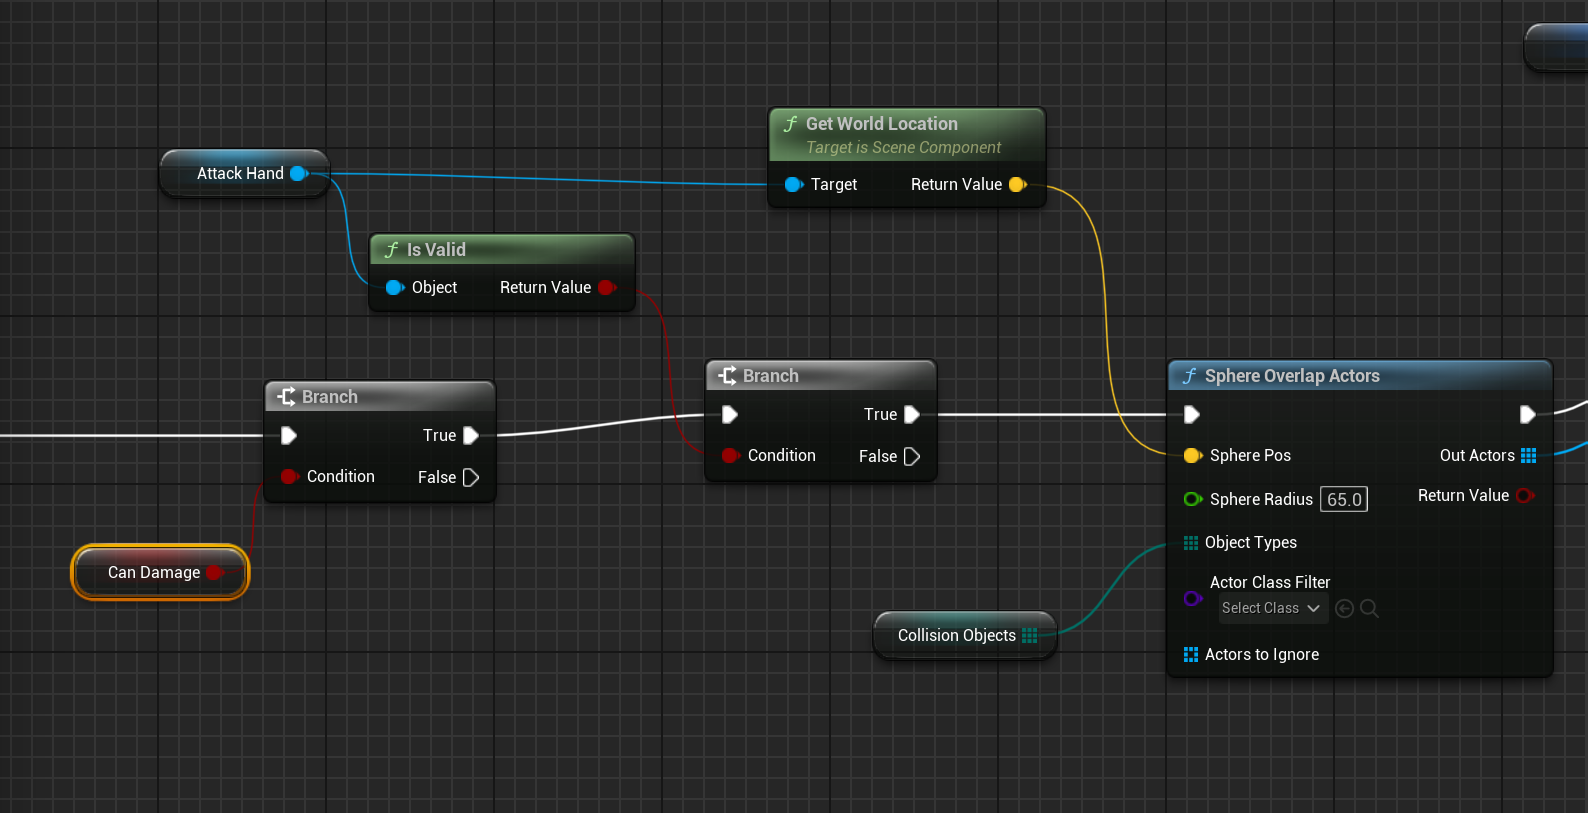 f Get World Location
Target is Scene Component
Target
Return Value
Attack Hand
f Is Valid
Object
Return Value
Branch
True
Condition
False
Can Damage
Branch
True
Condition
False
f Sphere Overlap Actors
Sphere Pos
Out Actors
Sphere Radius 65.0
Return Value
Object Types
Actor Class Filter
Select Class
Actors to Ignore
Collision Objects